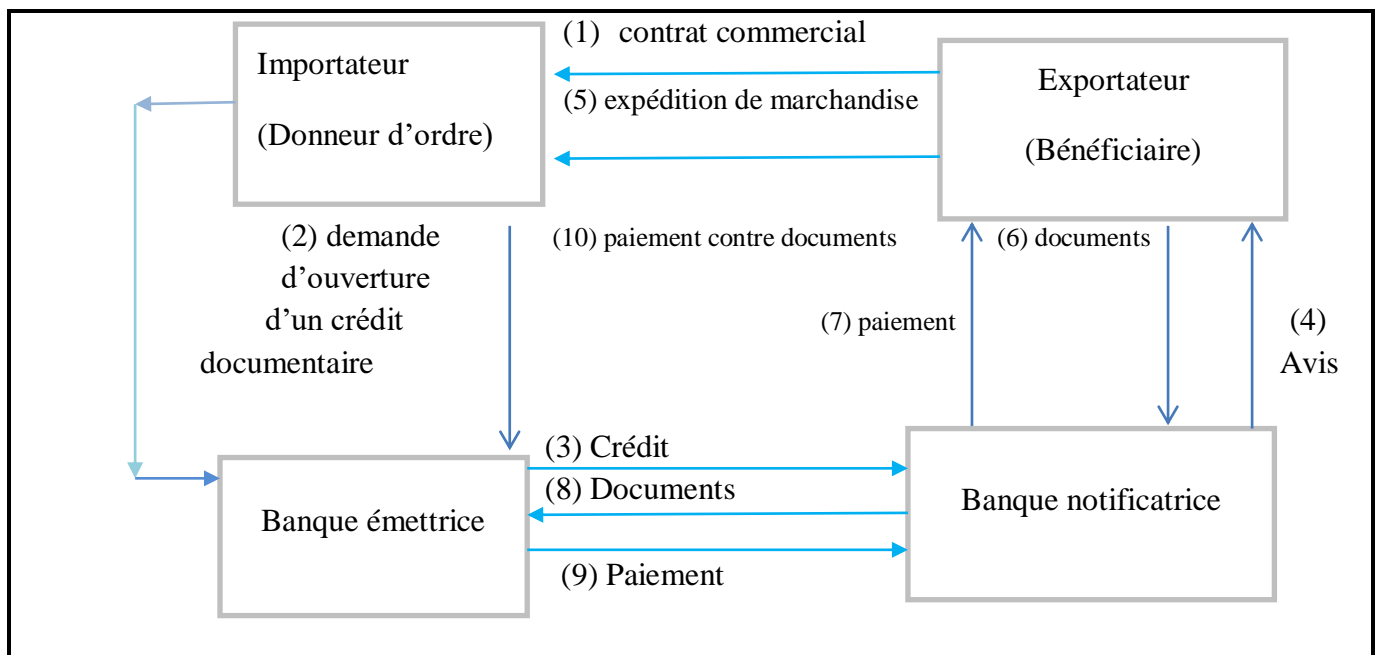 (1) contrat commercial
Importateur
(Donneur d’ordre)
(5) expédition de marchandise
Exportateur
(Bénéficiaire)
(2) demande
d’ouverture
d’un crédit
documentaire
(10) paiement contre documents
(6) documents
(7) paiement
(4)
Avis
(3) Crédit
(8) Documents
(9) Paiement
Banque émettrice
Banque notificatrice